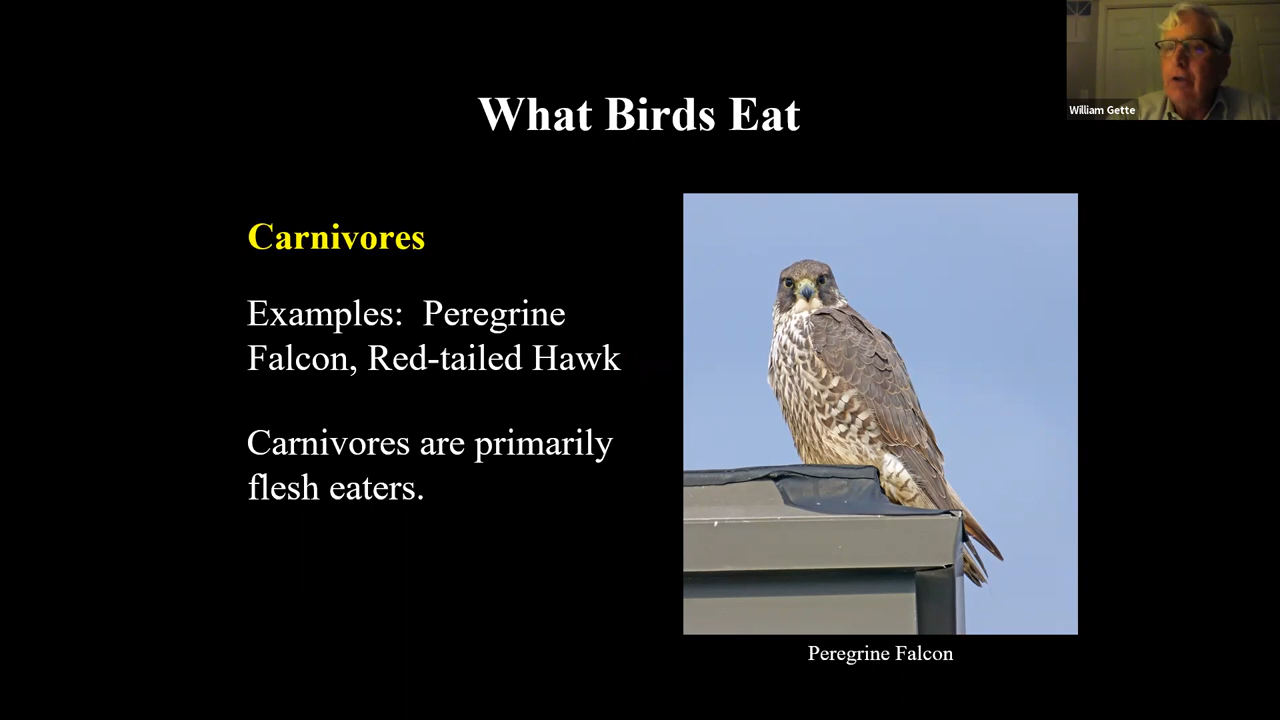 William Gette
What Birds Eat
Carnivores
Examples:  Peregrine
Falcon, Red-tailed Hawk
Carnivores are primarily
flesh eaters.
Peregrine Falcon